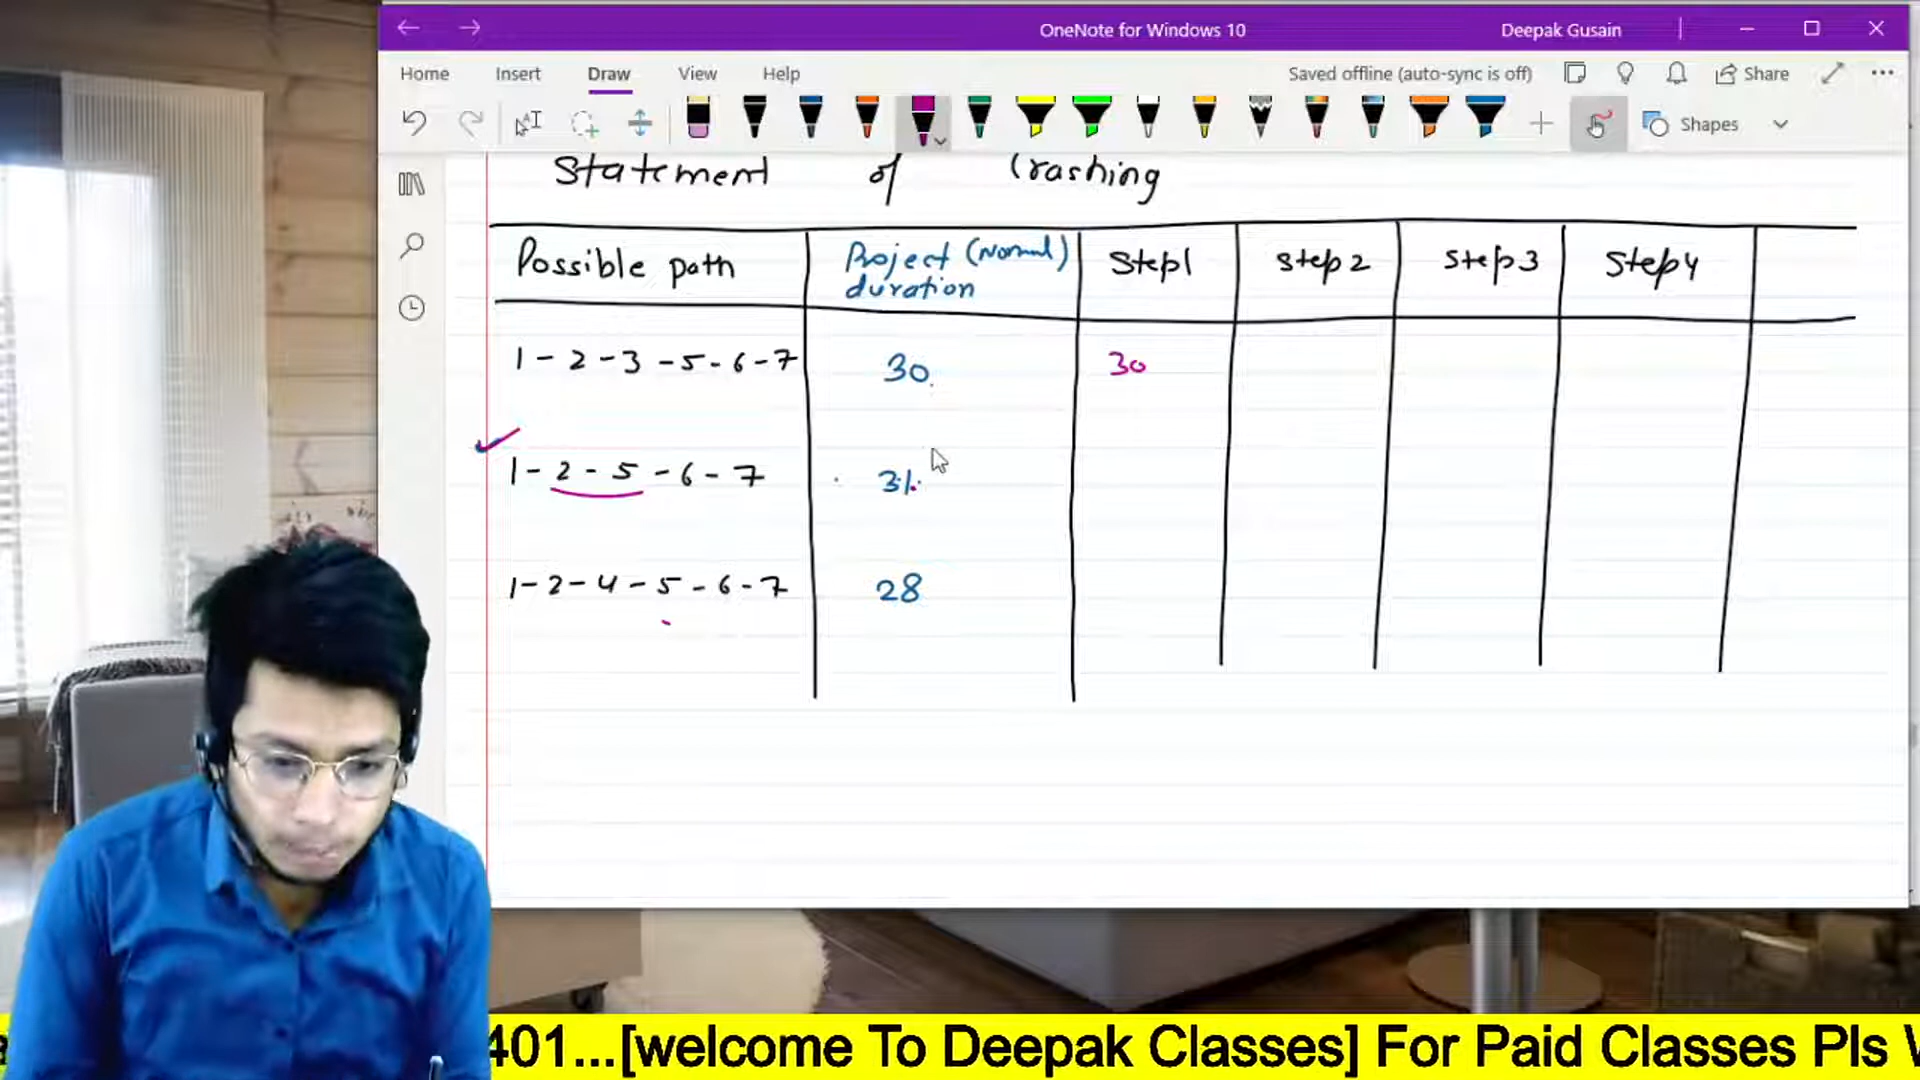 OneNote for Windows 10
Deepak Gusain
Home Insert Draw View Help
Saved offline (auto-sync is off)
Share
Shapes
Statement of Crashing
Possible path
Project (Normal) duration
Step1
Step2
Step3
Step4
1-2-3-5-6-7
30
30
1-2-5-6-7
31
1-2-4-5-6-7
28
401...[welcome To Deepak Classes] For Paid Classes Pls